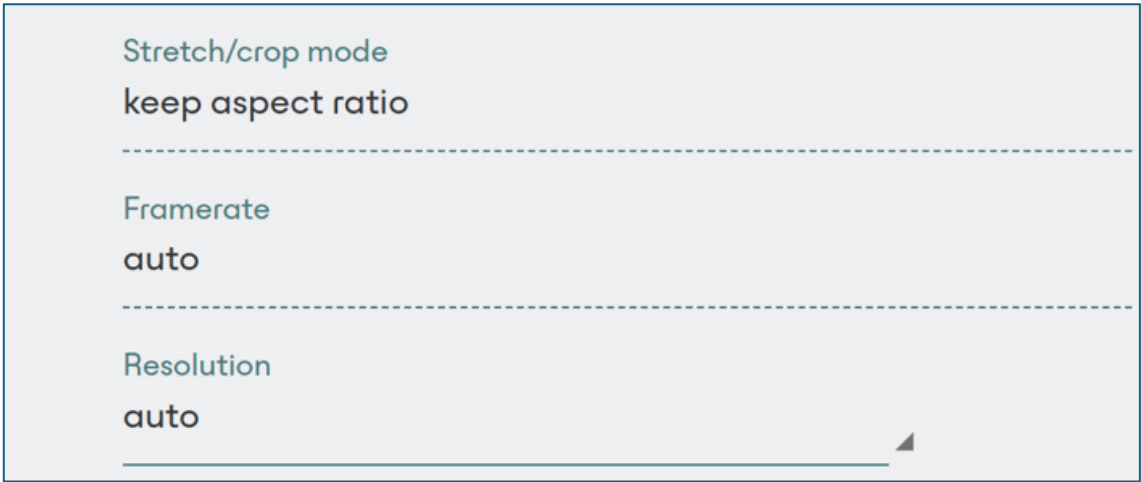 Stretch/crop mode
keep aspect ratio
Framerate
auto
Resolution
auto